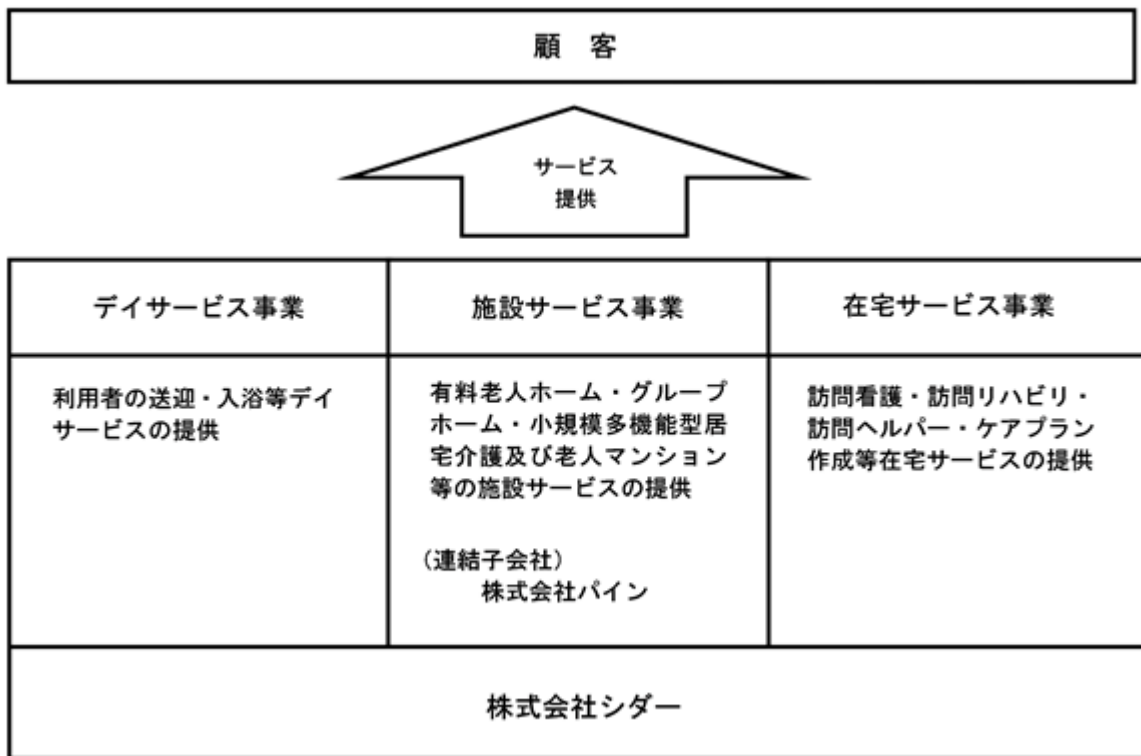 顧　客
サービス
提供
デイサービス事業
施設サービス事業
在宅サービス事業
利用者の送迎・入浴等デイ
サービスの提供
有料老人ホーム・グループ
ホーム・小規模多機能型居
宅介護及び老人マンション
等の施設サービスの提供
（連結子会社）
株式会社パイン
訪問看護・訪問リハビリ・
訪問ヘルパー・ケアプラン
作成等在宅サービスの提供
株式会社シダー